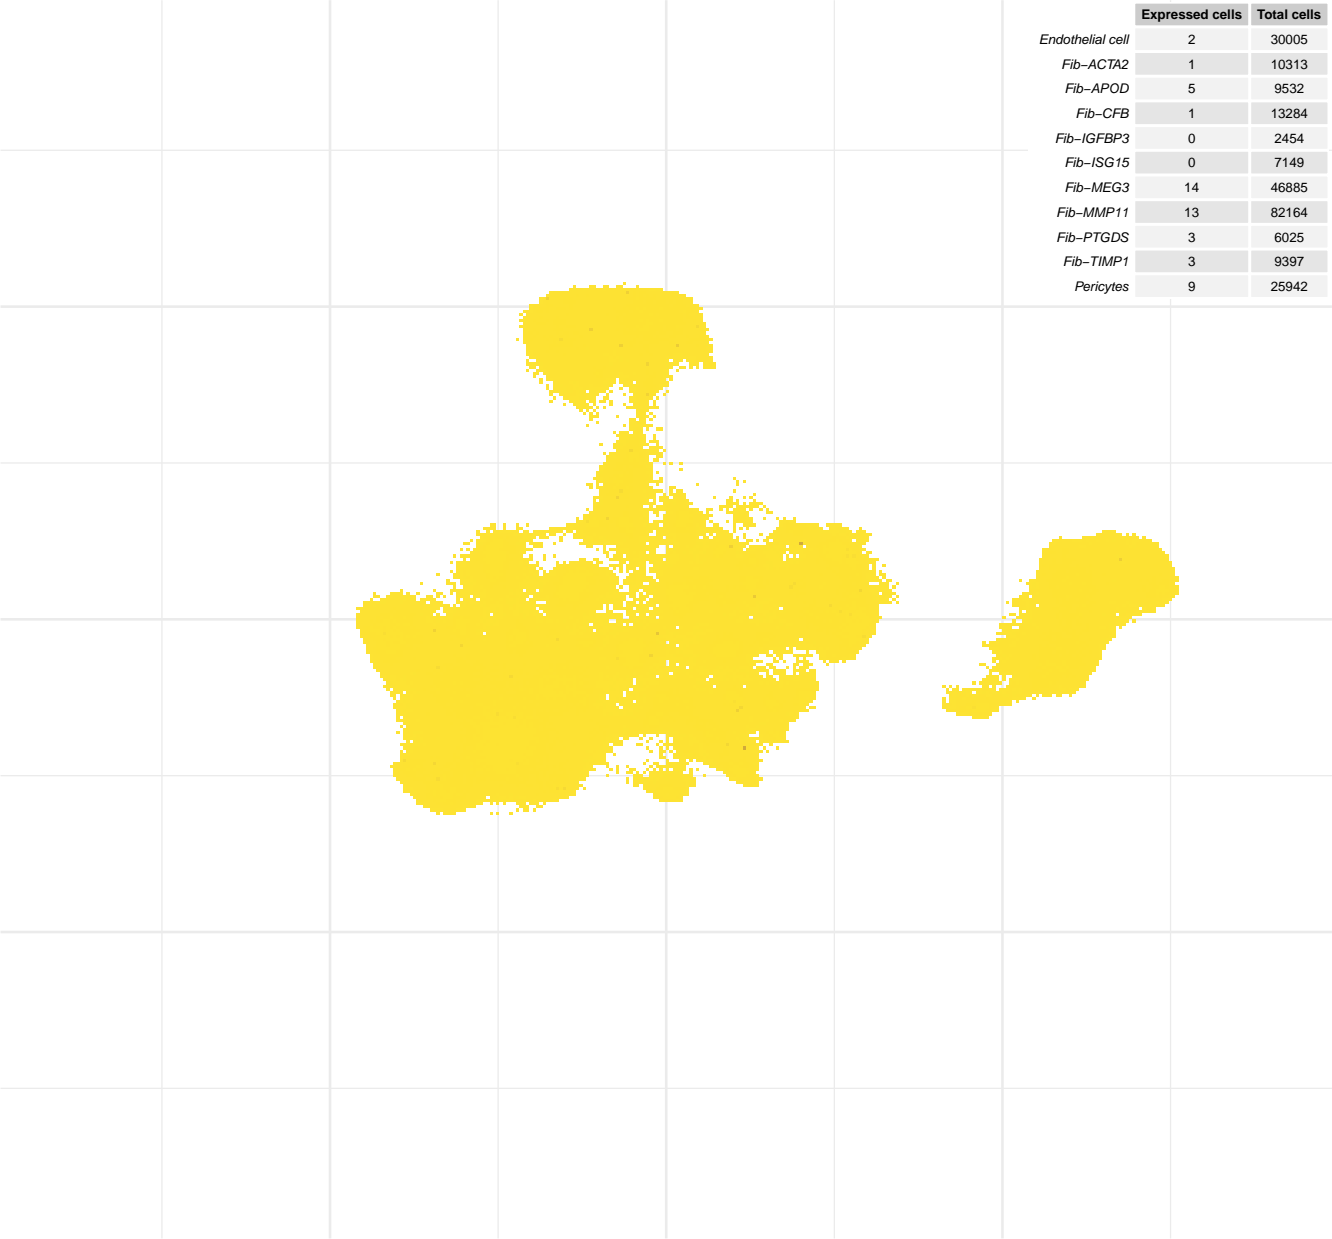 Expressed cells Total cells
Endothelial cell 2 30005
Fib−ACTA2 1 10313
Fib−APOD 5 9532
Fib−CFB 1 13284
Fib−IGFBP3 0 2454
Fib−ISG15 0 7149
Fib−MEG3 14 46885
Fib−MMP11 13 82164
Fib−PTGDS 3 6025
Fib−TIMP1 3 9397
Pericytes 9 25942